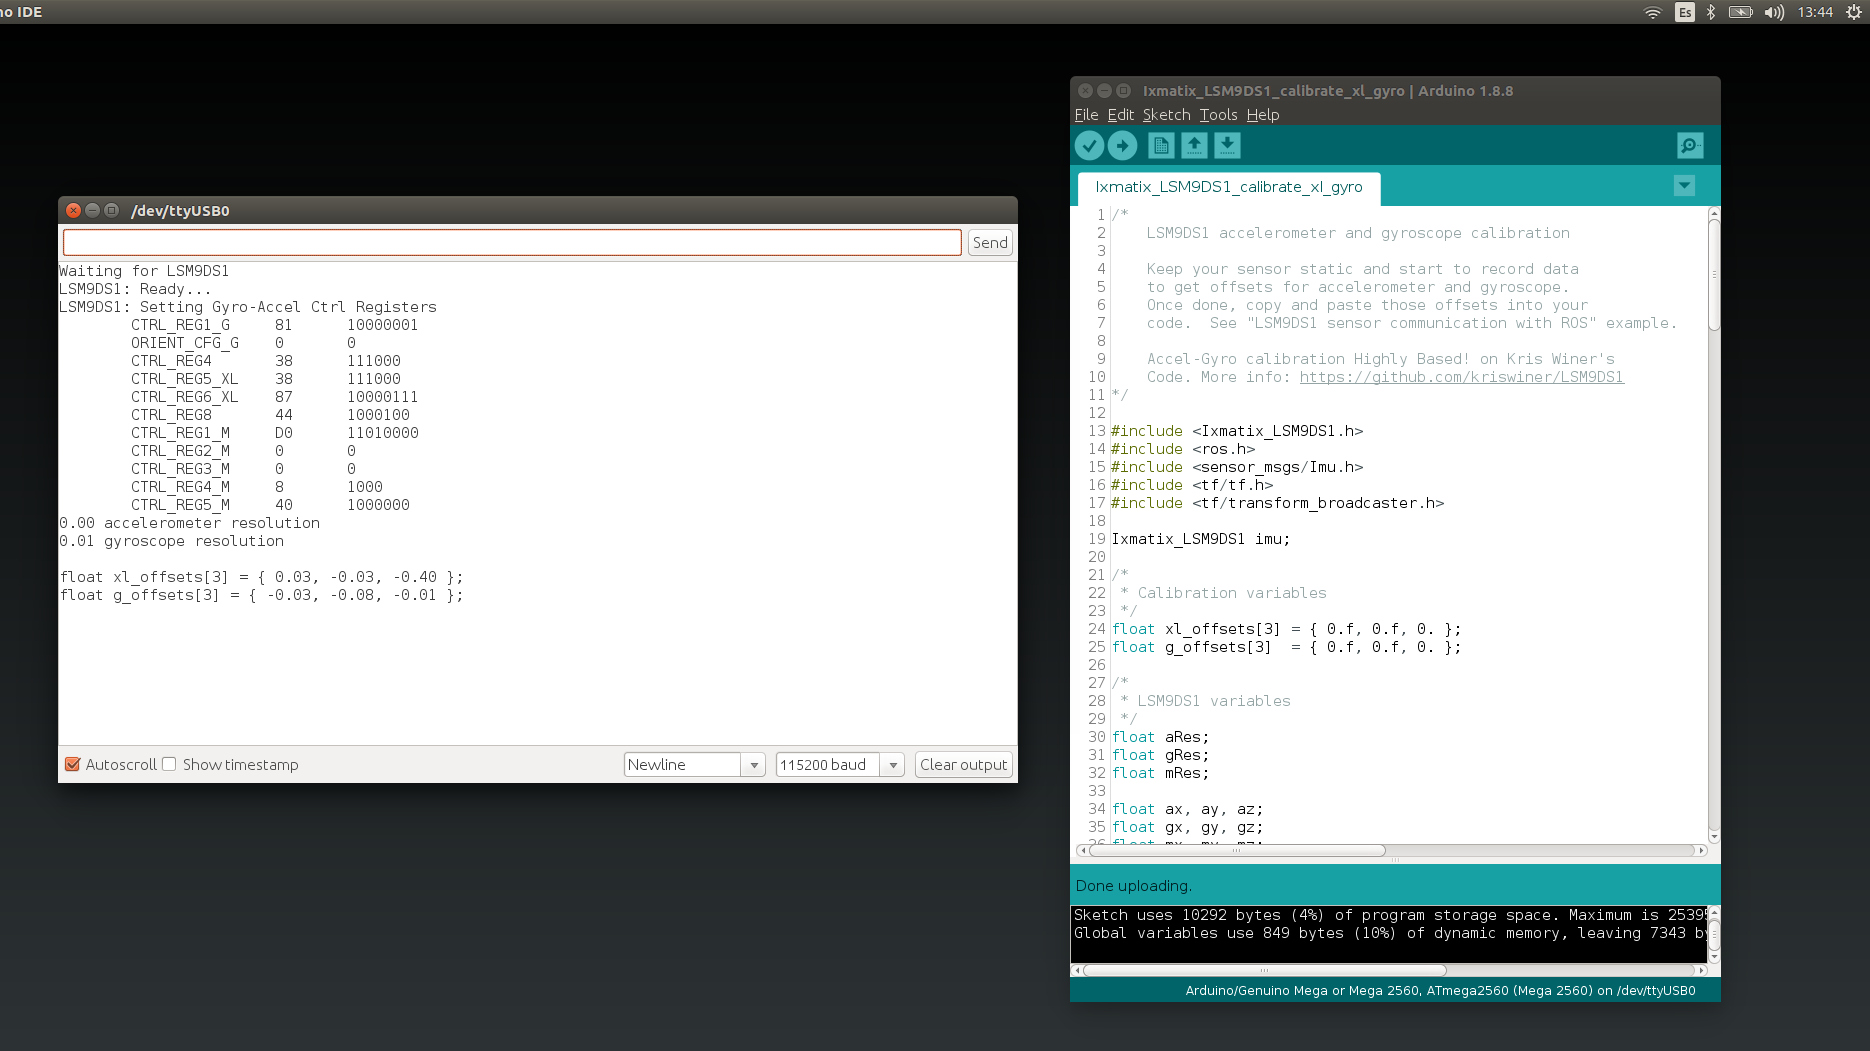 no IDE
Es
13:44
/dev/ttyUSB0
Send
Waiting for LSM9DS1
LSM9DS1: Ready...
LSM9DS1: Setting Gyro-Accel Ctrl Registers
CTRL_REG1_G 81 10000001
ORIENT_CFG_G 0 0
CTRL_REG4 38 111000
CTRL_REG5_XL 38 111000
CTRL_REG6_XL 87 10000111
CTRL_REG8 44 1000100
CTRL_REG1_M D0 11010000
CTRL_REG2_M 0 0
CTRL_REG3_M 0 0
CTRL_REG4_M 8 1000
CTRL_REG5_M 40 1000000
0.00 accelerometer resolution
0.01 gyroscope resolution
float xl_offsets[3] = { 0.03, -0.03, -0.40 };
float g_offsets[3] = { -0.03, -0.08, -0.01 };
Autoscroll Show timestamp Newline 115200 baud Clear output
Ixmatix_LSM9DS1_calibrate_xl_gyro | Arduino 1.8.8
File Edit Sketch Tools Help
Ixmatix_LSM9DS1_calibrate_xl_gyro
1 /*
2 LSM9DS1 accelerometer and gyroscope calibration
3
4 Keep your sensor static and start to record data
5 to get offsets for accelerometer and gyroscope.
6 Once done, copy and paste those offsets into your
7 code. See "LSM9DS1 sensor communication with ROS" example.
8
9 Accel-Gyro calibration Highly Based! on Kris Winer's
10 Code. More info: https://github.com/kriswiner/LSM9DS1
11 */
12
13 #include <Ixmatix_LSM9DS1.h>
14 #include <ros.h>
15 #include <sensor_msgs/Imu.h>
16 #include <tf/tf.h>
17 #include <tf/transform_broadcaster.h>
18
19 Ixmatix_LSM9DS1 imu;
20
21 /*
22 * Calibration variables
23 */
24 float xl_offsets[3] = { 0.f, 0.f, 0. };
25 float g_offsets[3] = { 0.f, 0.f, 0. };
26
27 /*
28 * LSM9DS1 variables
29 */
30 float aRes;
31 float gRes;
32 float mRes;
33
34 float ax, ay, az;
35 float gx, gy, gz;
36 float mx, my, mz;
Done uploading.
Sketch uses 10292 bytes (4%) of program storage space. Maximum is 25395
Global variables use 849 bytes (10%) of dynamic memory, leaving 7343 by
Arduino/Genuino Mega or Mega 2560, ATmega2560 (Mega 2560) on /dev/ttyUSB0